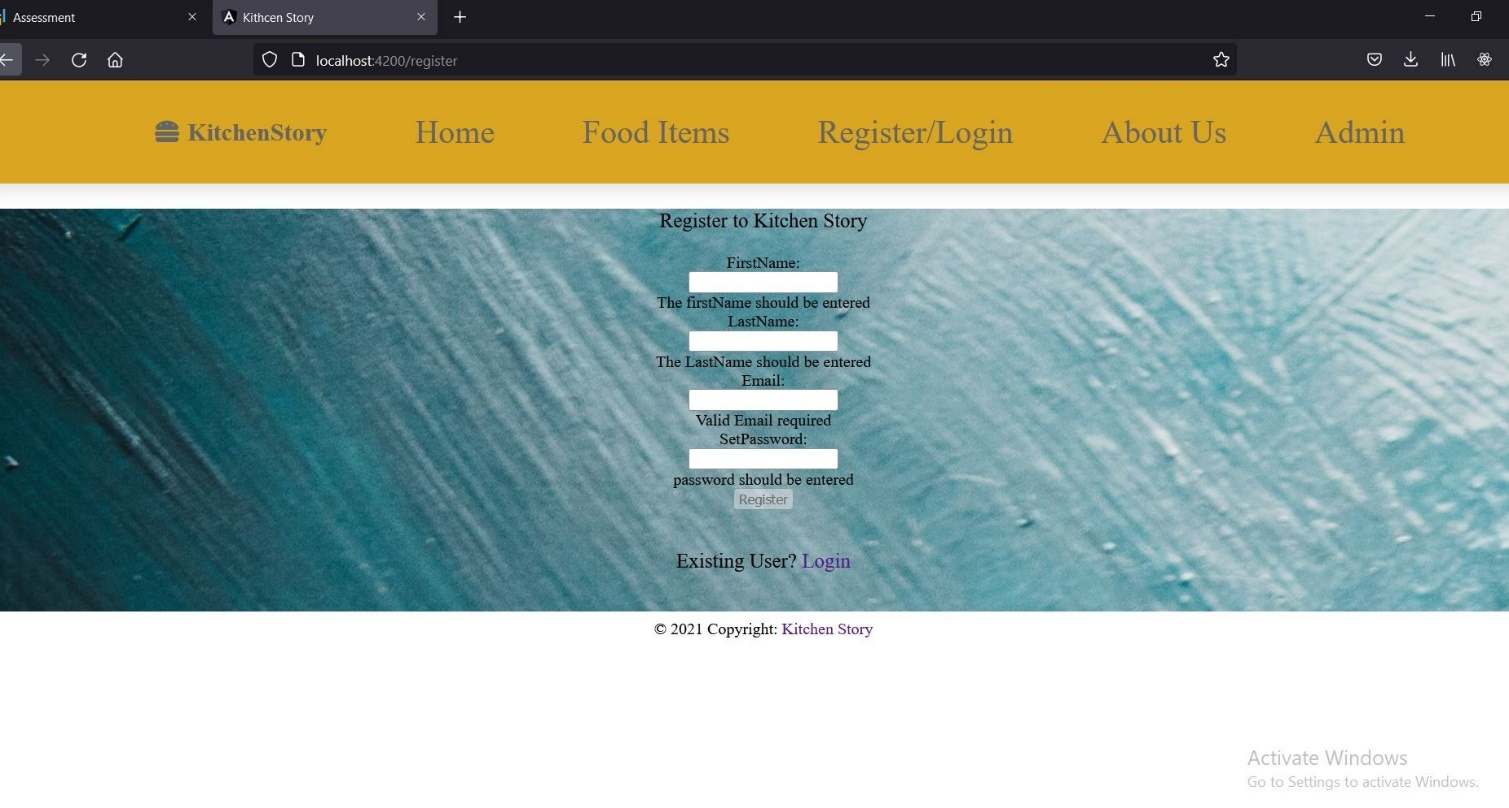 Assessment
Kithcen Story
localhost:4200/register
KitchenStory Home Food Items Register/Login About Us Admin
Register to Kitchen Story
FirstName:
The firstName should be entered
LastName:
The LastName should be entered
Email:
Valid Email required
SetPassword:
password should be entered
Register
Existing User? Login
© 2021 Copyright: Kitchen Story
Activate Windows
Go to Settings to activate Windows.